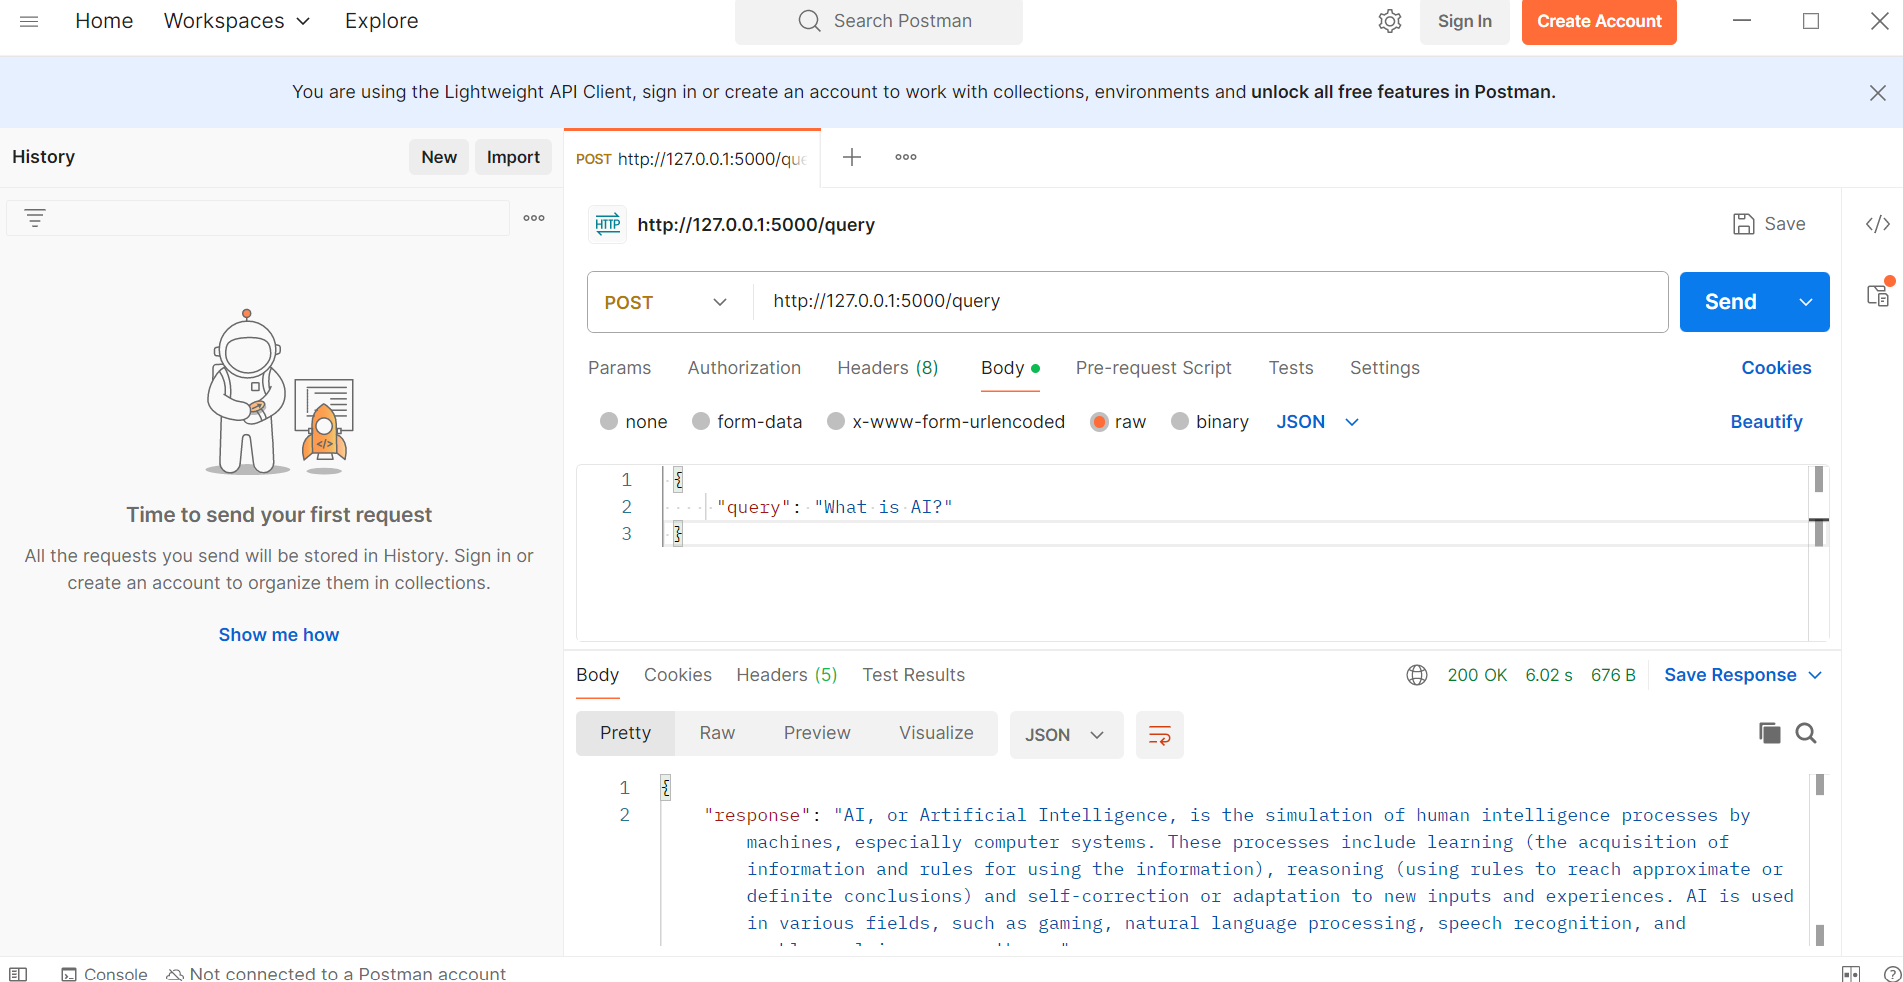 Home Workspaces Explore Search Postman Sign In Create Account
You are using the Lightweight API Client, sign in or create an account to work with collections, environments and unlock all free features in Postman.
History New Import
POST http://127.0.0.1:5000/que
HTTP http://127.0.0.1:5000/query Save </>
POST http://127.0.0.1:5000/query Send
Params Authorization Headers (8) Body Pre-request Script Tests Settings Cookies
none form-data x-www-form-urlencoded raw binary JSON Beautify
1 {
2 "query": "What is AI?"
3 }
</>
Time to send your first request
All the requests you send will be stored in History. Sign in or
create an account to organize them in collections.
Show me how
Body Cookies Headers (5) Test Results 200 OK 6.02 s 676 B Save Response
Pretty Raw Preview Visualize JSON
1 {
2 "response": "AI, or Artificial Intelligence, is the simulation of human intelligence processes by
machines, especially computer systems. These processes include learning (the acquisition of
information and rules for using the information), reasoning (using rules to reach approximate or
definite conclusions) and self-correction or adaptation to new inputs and experiences. AI is used
in various fields, such as gaming, natural language processing, speech recognition, and
Console Not connected to a Postman account